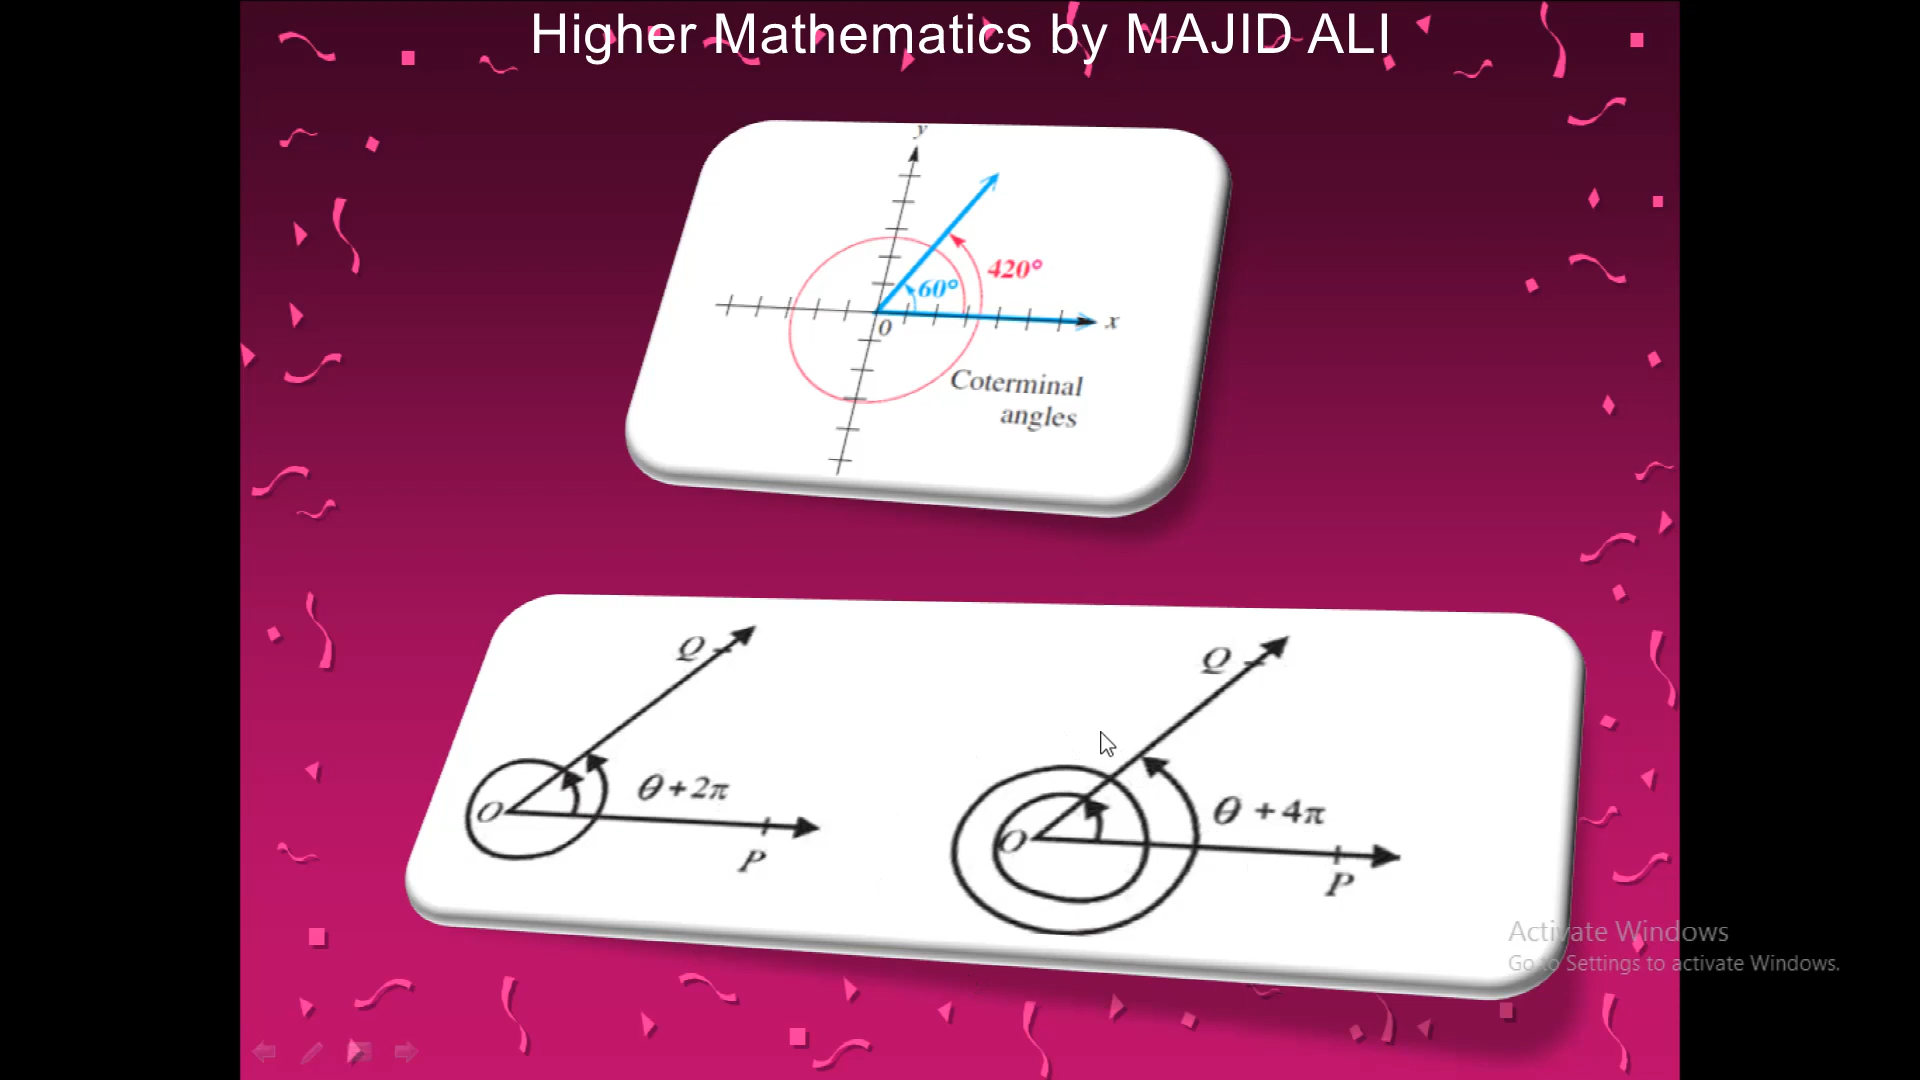 Higher Mathematics by MAJID ALI
y
420°
60°
0
x
Coterminal
angles
Q
θ+2π
O
P
Q
θ +4π
O
P
Activate Windows
Go to Settings to activate Windows.